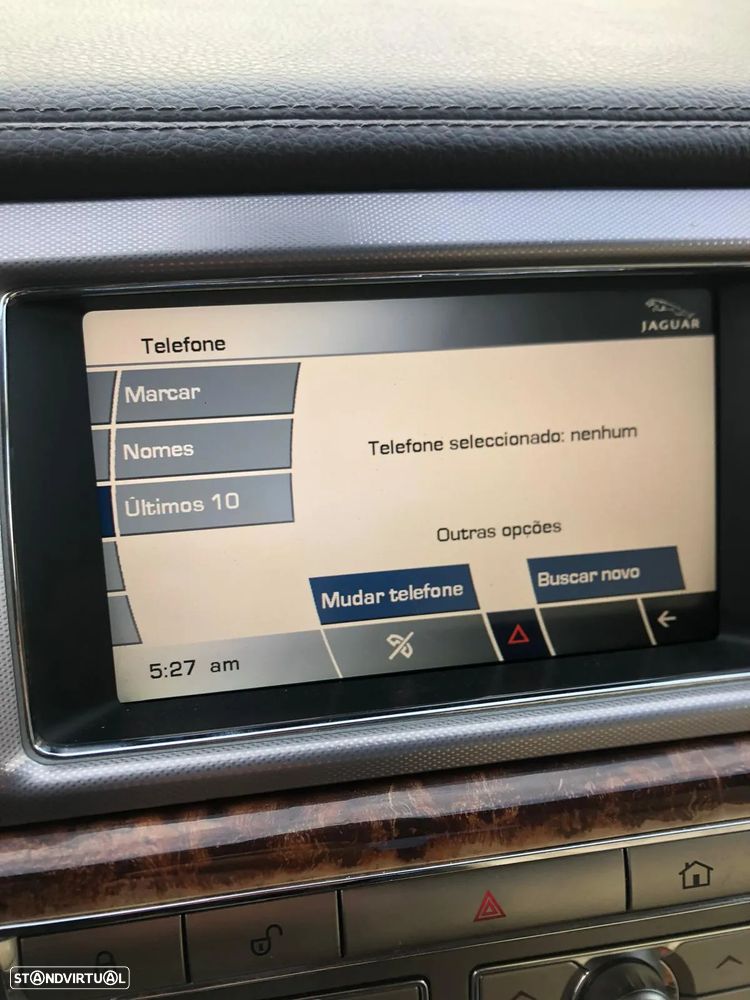 JAGUAR
Telefone
Marcar
Nomes
Últimos 10
Telefone seleccionado: nenhum
Outras opções
Mudar telefone
Buscar novo
5:27 am
STANDVIRTUAL